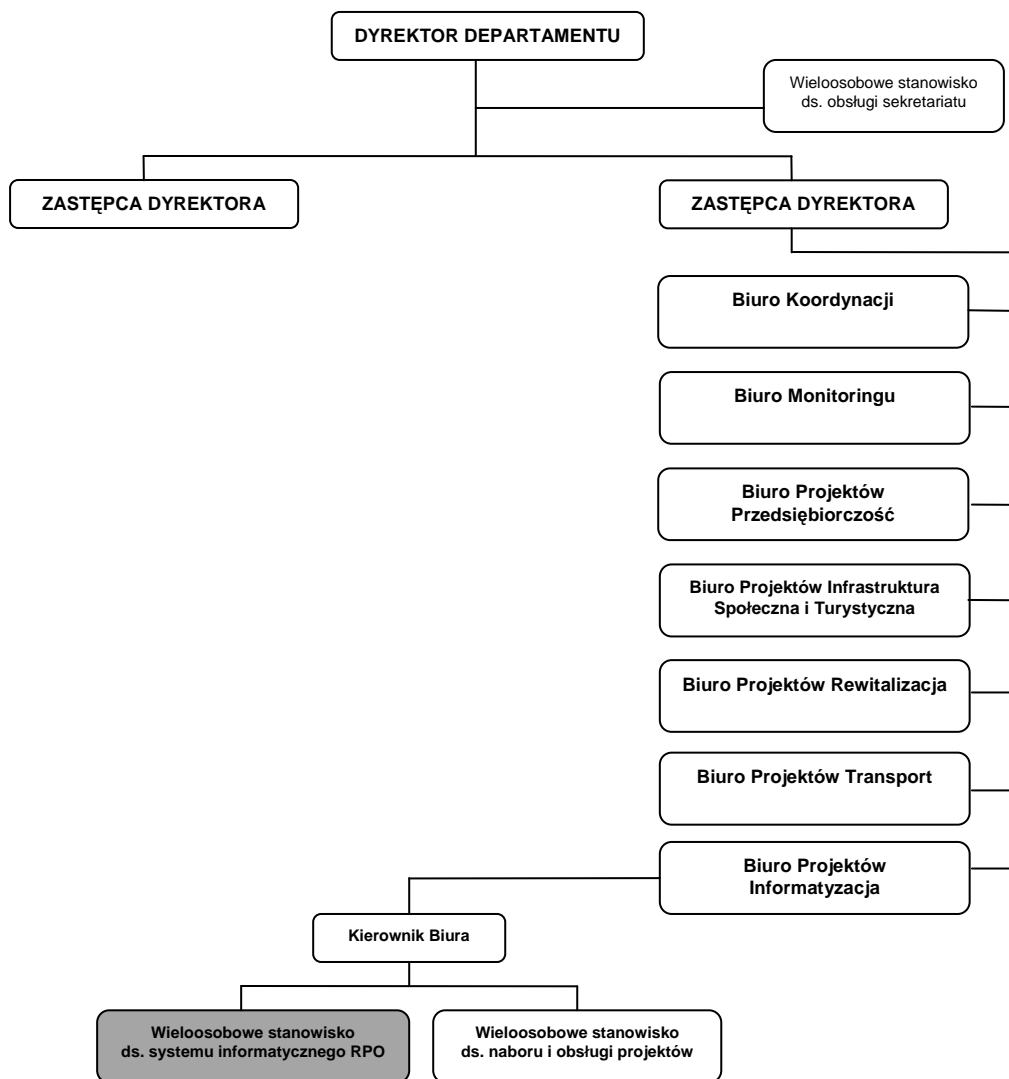 DYREKTOR DEPARTAMENTU
Wieloosobowe stanowisko
ds. obsługi sekretariatu
ZASTĘPCA DYREKTORA
ZASTĘPCA DYREKTORA
Biuro Koordynacji
Biuro Monitoringu
Biuro Projektów
Przedsiębiorczość
Biuro Projektów Infrastruktura
Społeczna i Turystyczna
Biuro Projektów Rewitalizacja
Biuro Projektów Transport
Biuro Projektów
Informatyzacja
Kierownik Biura
Wieloosobowe stanowisko
ds. systemu informatycznego RPO
Wieloosobowe stanowisko
ds. naboru i obsługi projektów